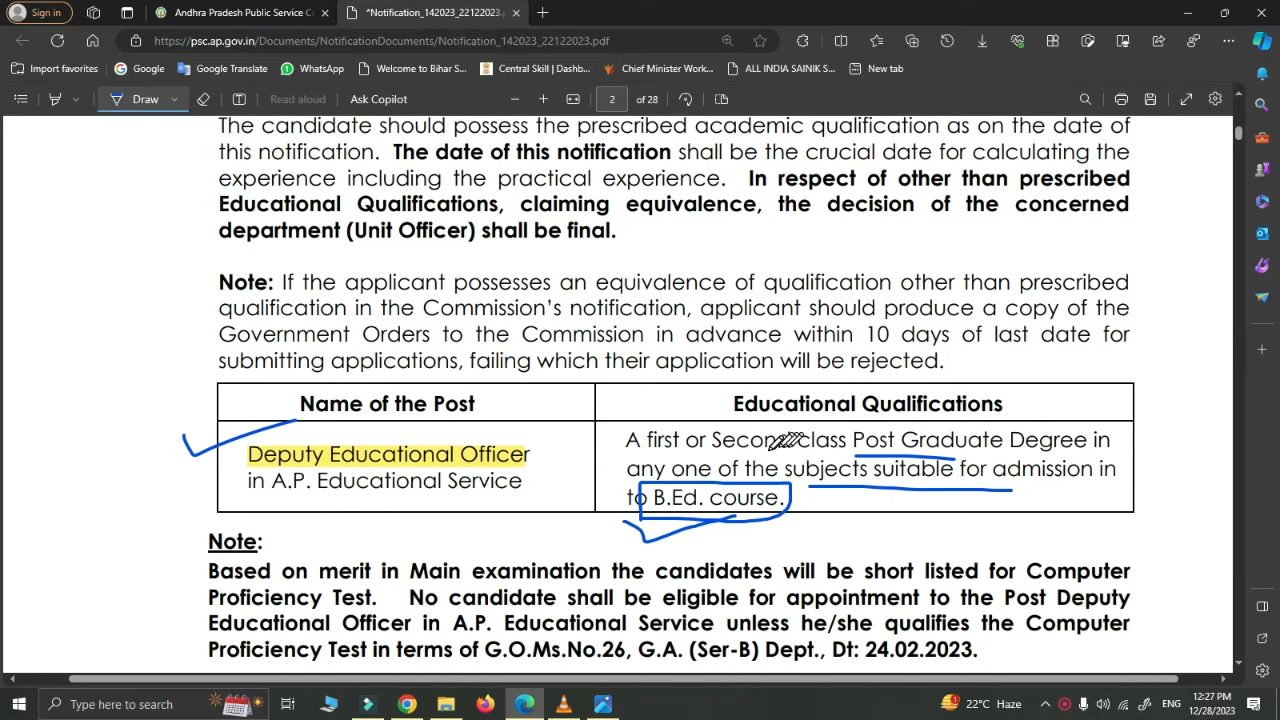 Sign in
Andhra Pradesh Public Service C
*Notification_142023_22122023.p
https://psc.ap.gov.in/Documents/NotificationDocuments/Notification_142023_22122023.pdf
Import favorites
Google
Google Translate
WhatsApp
Welcome to Bihar S...
Central Skill | Dashb...
Chief Minister Work...
ALL INDIA SAINIK S...
New tab
Draw
Read aloud
Ask Copilot
2 of 28
The candidate should possess the prescribed academic qualification as on the date of
this notification. The date of this notification shall be the crucial date for calculating the
experience including the practical experience. In respect of other than prescribed
Educational Qualifications, claiming equivalence, the decision of the concerned
department (Unit Officer) shall be final.
Note: If the applicant possesses an equivalence of qualification other than prescribed
qualification in the Commission's notification, applicant should produce a copy of the
Government Orders to the Commission in advance within 10 days of last date for
submitting applications, failing which their application will be rejected.
Name of the Post
Educational Qualifications
Deputy Educational Officer
in A.P. Educational Service
A first or Second class Post Graduate Degree in
any one of the subjects suitable for admission in
to B.Ed. course.
Note:
Based on merit in Main examination the candidates will be short listed for Computer
Proficiency Test. No candidate shall be eligible for appointment to the Post Deputy
Educational Officer in A.P. Educational Service unless he/she qualifies the Computer
Proficiency Test in terms of G.O.Ms.No.26, G.A. (Ser-B) Dept., Dt: 24.02.2023.
Type here to search
22°C Haze
ENG
12:27 PM
12/28/2023